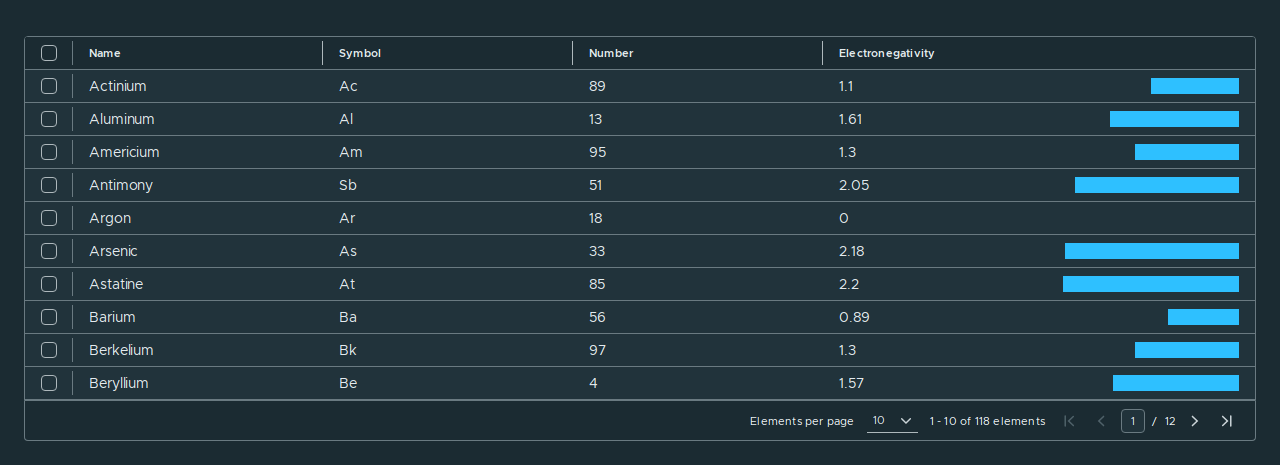 Name Symbol Number Electronegativity
Actinium Ac 89 1.1
Aluminum Al 13 1.61
Americium Am 95 1.3
Antimony Sb 51 2.05
Argon Ar 18 0
Arsenic As 33 2.18
Astatine At 85 2.2
Barium Ba 56 0.89
Berkelium Bk 97 1.3
Beryllium Be 4 1.57
Elements per page 10 1 - 10 of 118 elements 1 / 12